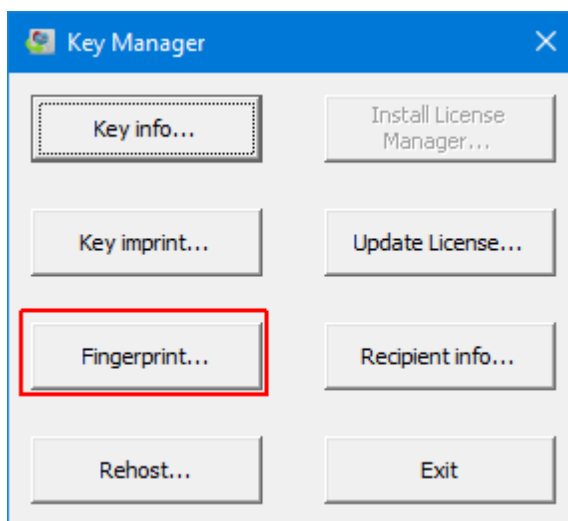 Key Manager
Key info...
Install License
Manager...
Key imprint...
Update License...
Fingerprint...
Recipient info...
Rehost...
Exit